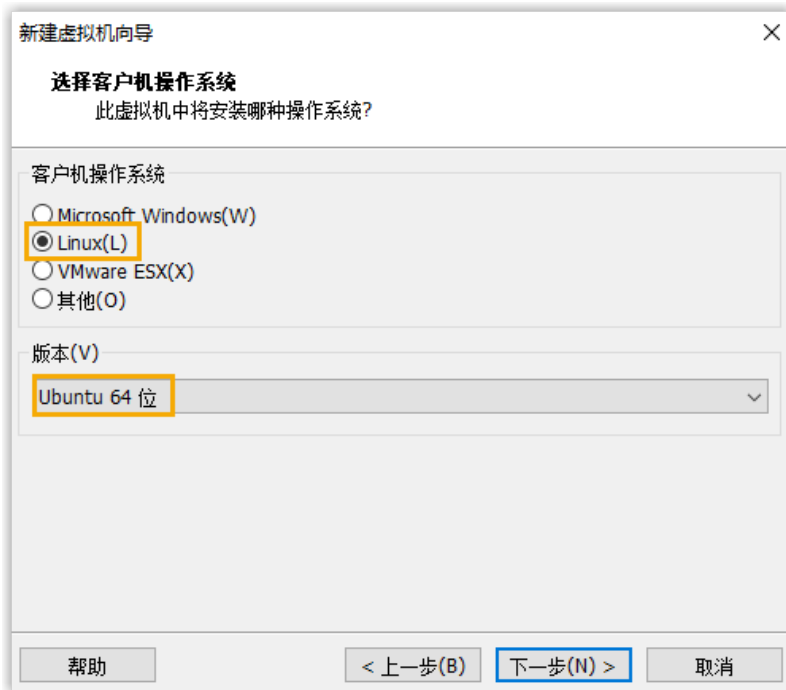 新建虚拟机向导
选择客户机操作系统
此虚拟机中将安装哪种操作系统?
客户机操作系统
Microsoft Windows(W)
Linux(L)
VMware ESX(X)
其他(O)
版本(V)
Ubuntu 64 位
帮助
< 上一步(B)
下一步(N) >
取消